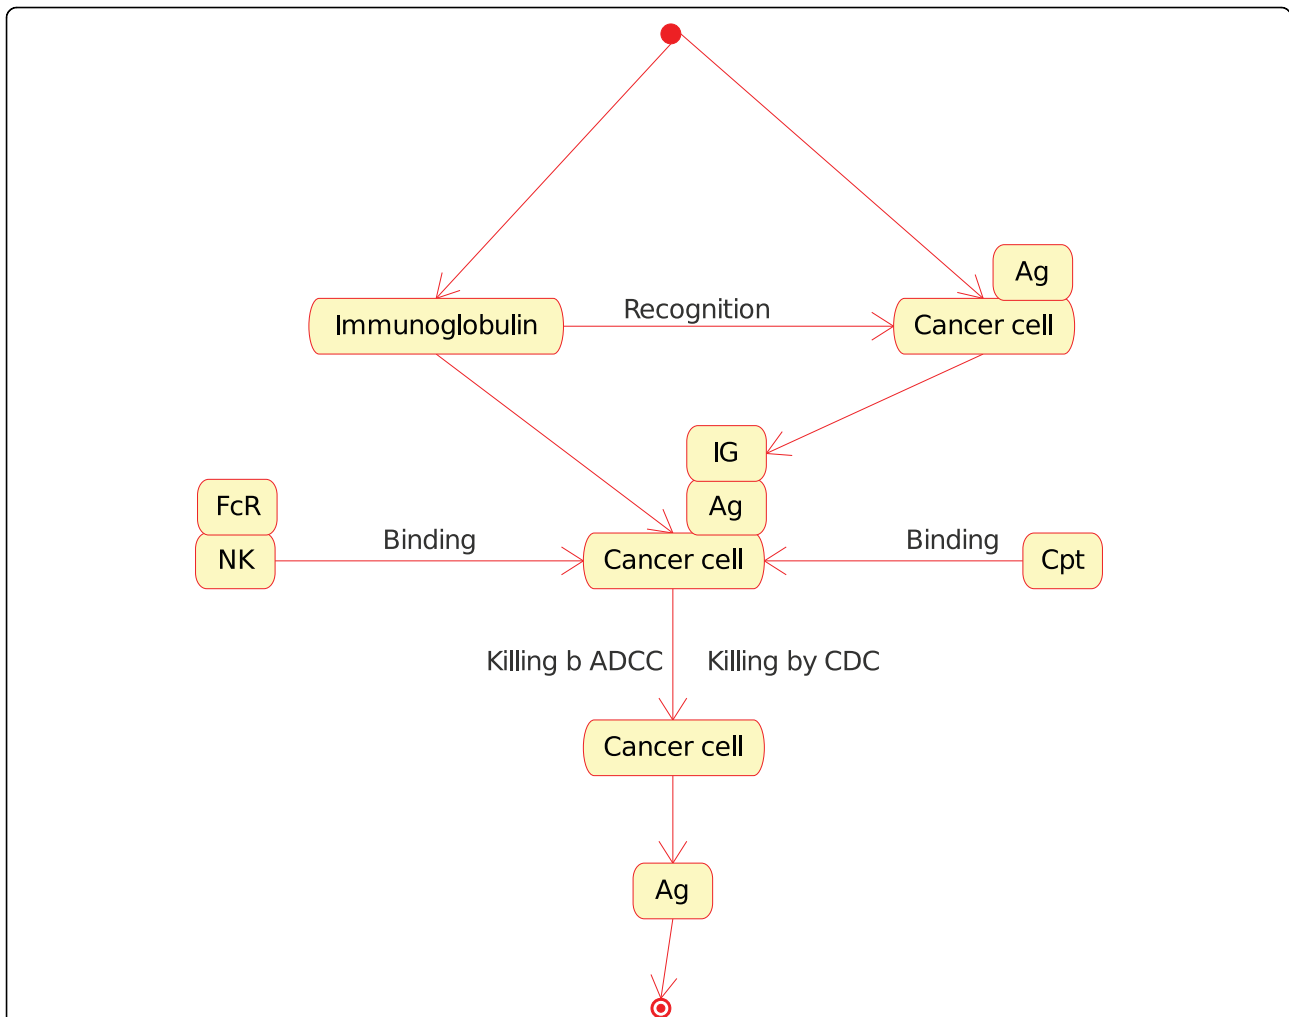 Ag
Immunoglobulin
Recognition
Cancer cell
IG
FcR
Ag
Binding
Binding
NK
Cancer cell
Cpt
Killing b ADCC
Killing by CDC
Cancer cell
Ag